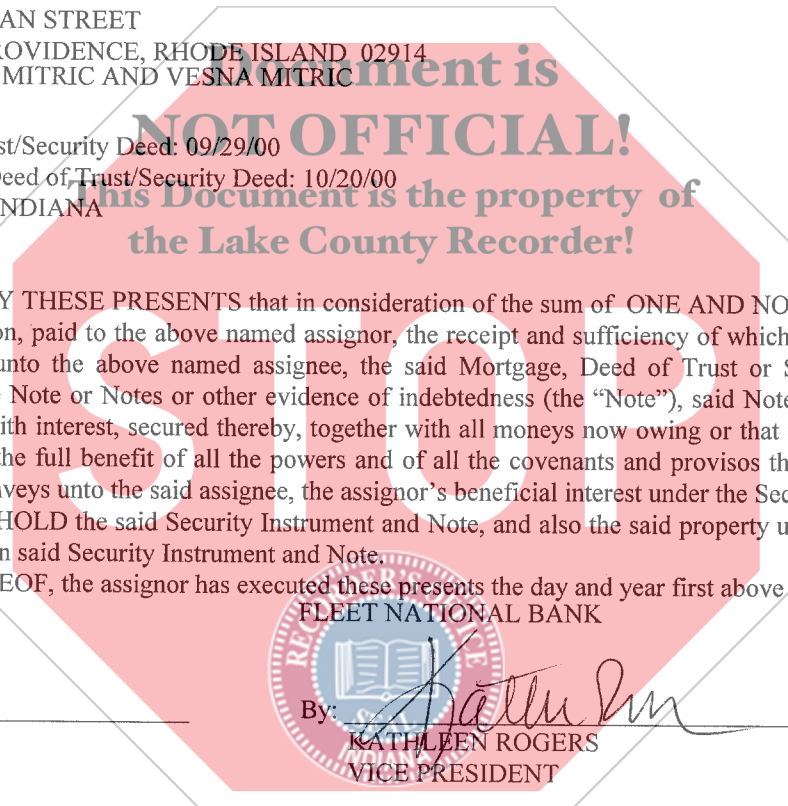 AN STREET
ROVIDENCE, RHODE ISLAND 02914
MITRIC AND VESNA MITRIC
Document is
NOT OFFICIAL!
st/Security Deed: 09/29/00
eed of Trust/Security Deed: 10/20/00
This Document is the property of
NDIANA
the Lake County Recorder!
STOP
Y THESE PRESENTS that in consideration of the sum of ONE AND NO
on, paid to the above named assignor, the receipt and sufficiency of which
unto the above named assignee, the said Mortgage, Deed of Trust or S
Note or Notes or other evidence of indebtedness (the “Note”), said Note
ith interest, secured thereby, together with all moneys now owing or that
the full benefit of all the powers and of all the covenants and provisos th
veys unto the said assignee, the assignor’s beneficial interest under the Sec
HOLD the said Security Instrument and Note, and also the said property u
n said Security Instrument and Note.
EOF, the assignor has executed these presents the day and year first above
FLEET NATIONAL BANK
RECORDER'S OFFICE
SEAL
INDIANA
By:
KATHLEEN ROGERS
VICE PRESIDENT